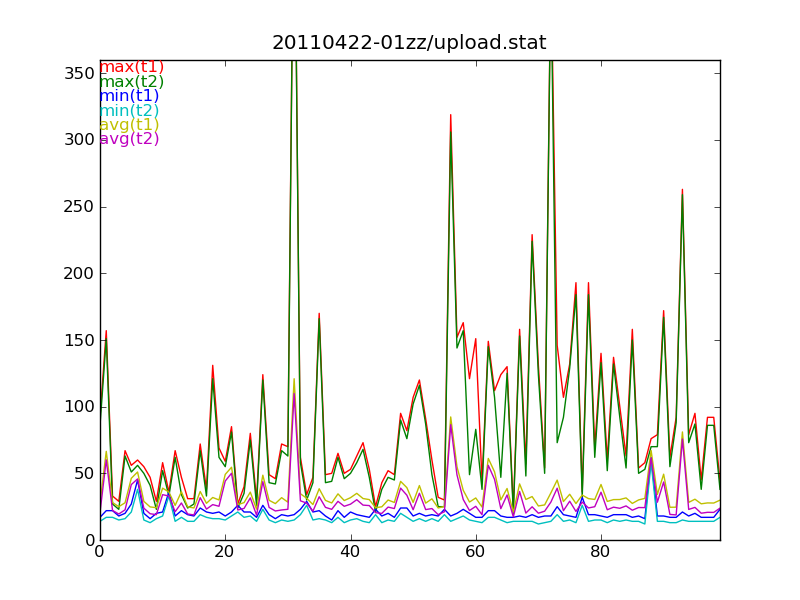 20110422-01zz/upload.stat
350
300
250
200
150
100
50
0
max(t1)
max(t2)
min(t1)
min(t2)
avg(t1)
avg(t2)
0 20 40 60 80